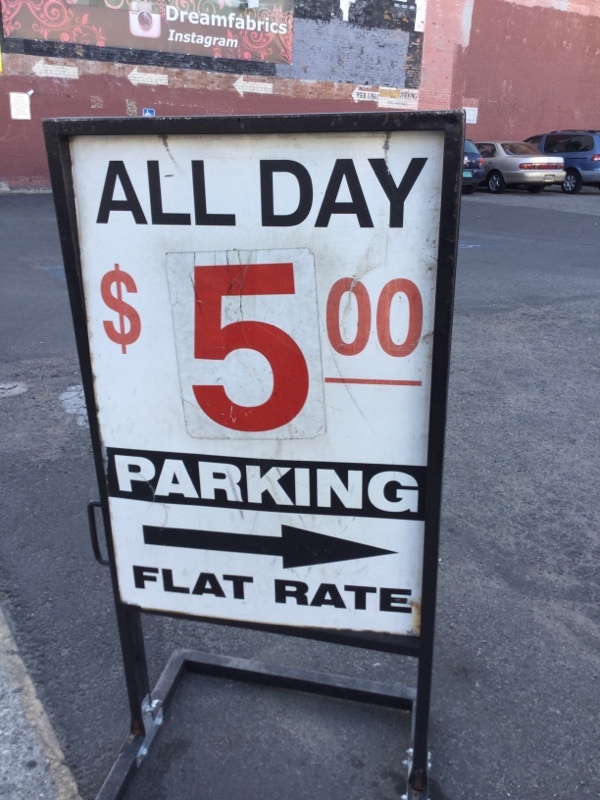 Dreamfabrics
Instagram
ALL DAY
$ 5 00
PARKING
FLAT RATE